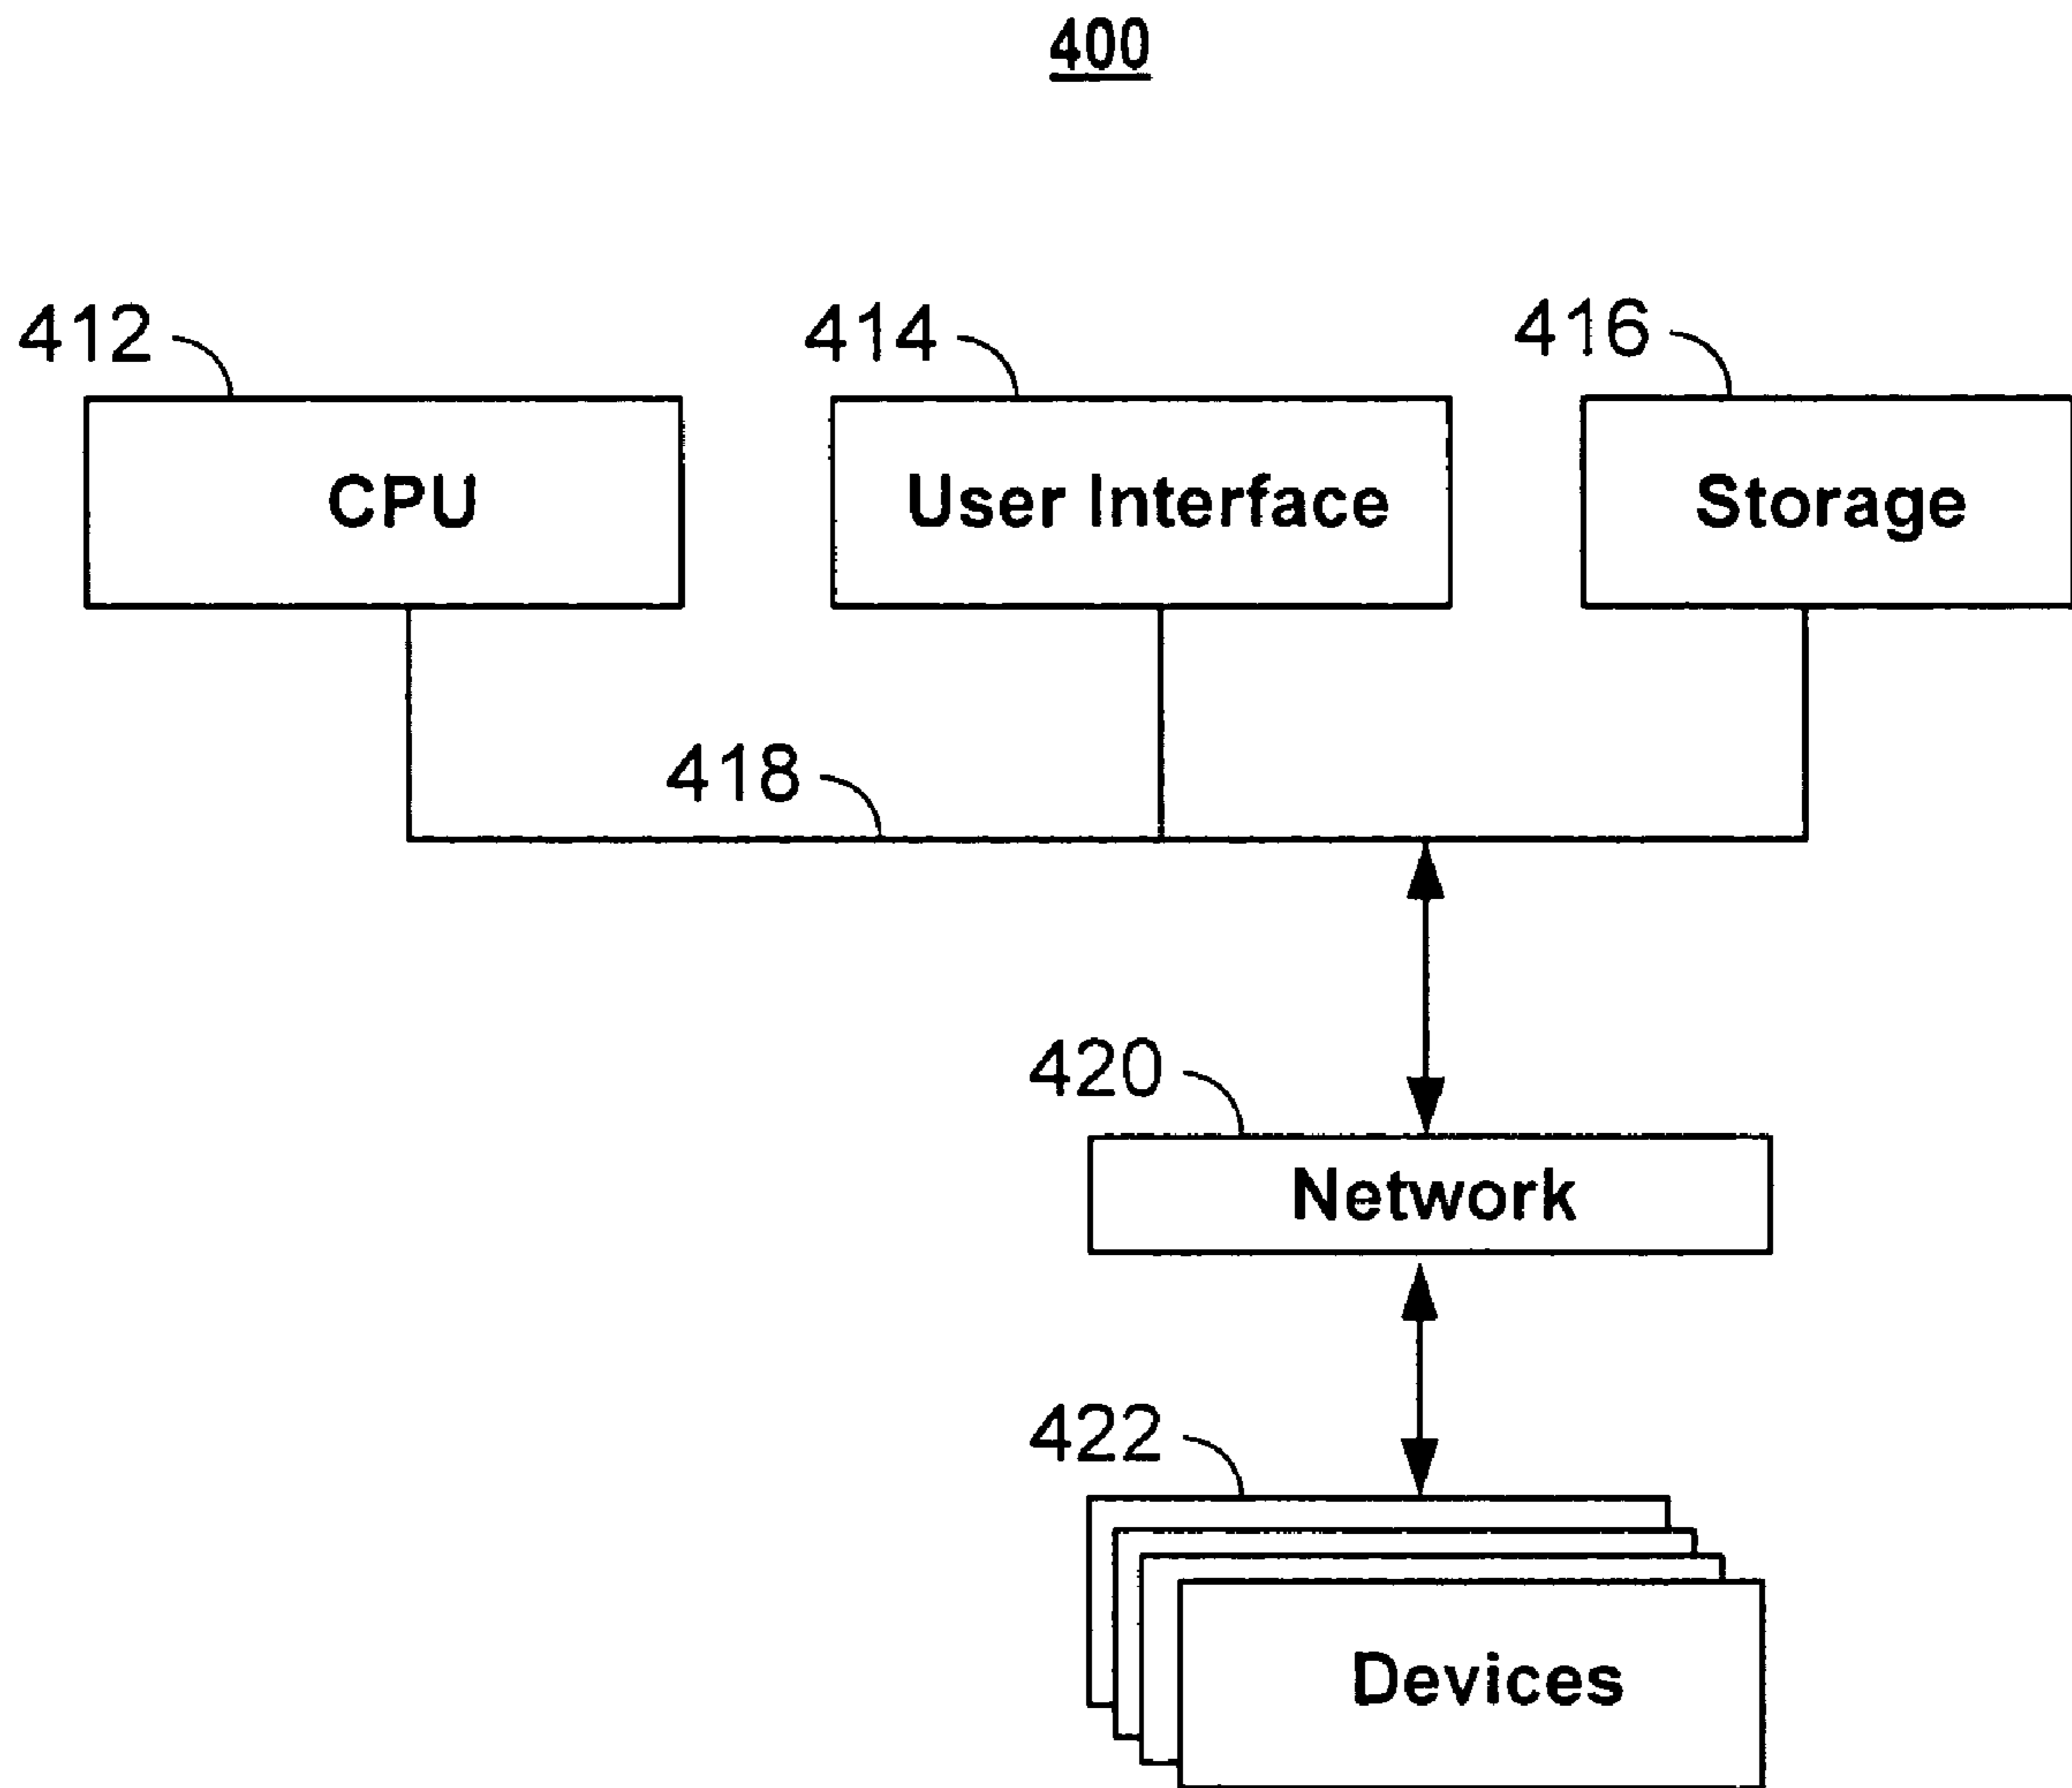 400
412
414
416
CPU
User Interface
Storage
418
420
Network
422
Devices